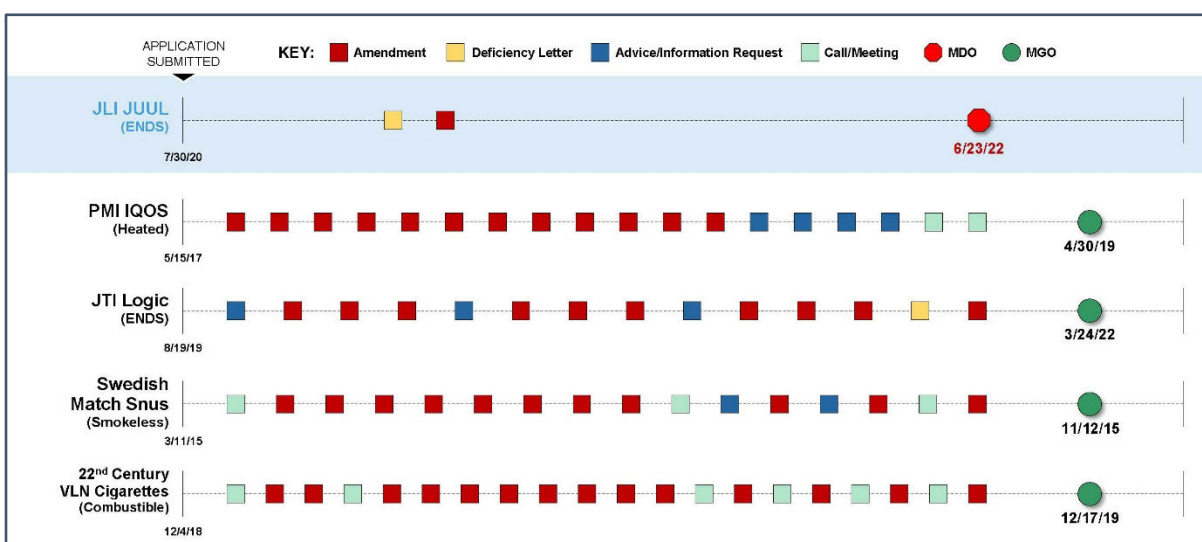 APPLICATION
SUBMITTED
KEY: Amendment Deficiency Letter Advice/Information Request Call/Meeting MDO MGO
JLI JUUL
(ENDS)
7/30/20
6/23/22
PMI IQOS
(Heated)
5/15/17
4/30/19
JTI Logic
(ENDS)
8/19/19
3/24/22
Swedish
Match Snus
(Smokeless)
3/11/15
11/12/15
22nd Century
VLN Cigarettes
(Combustible)
12/4/18
12/17/19